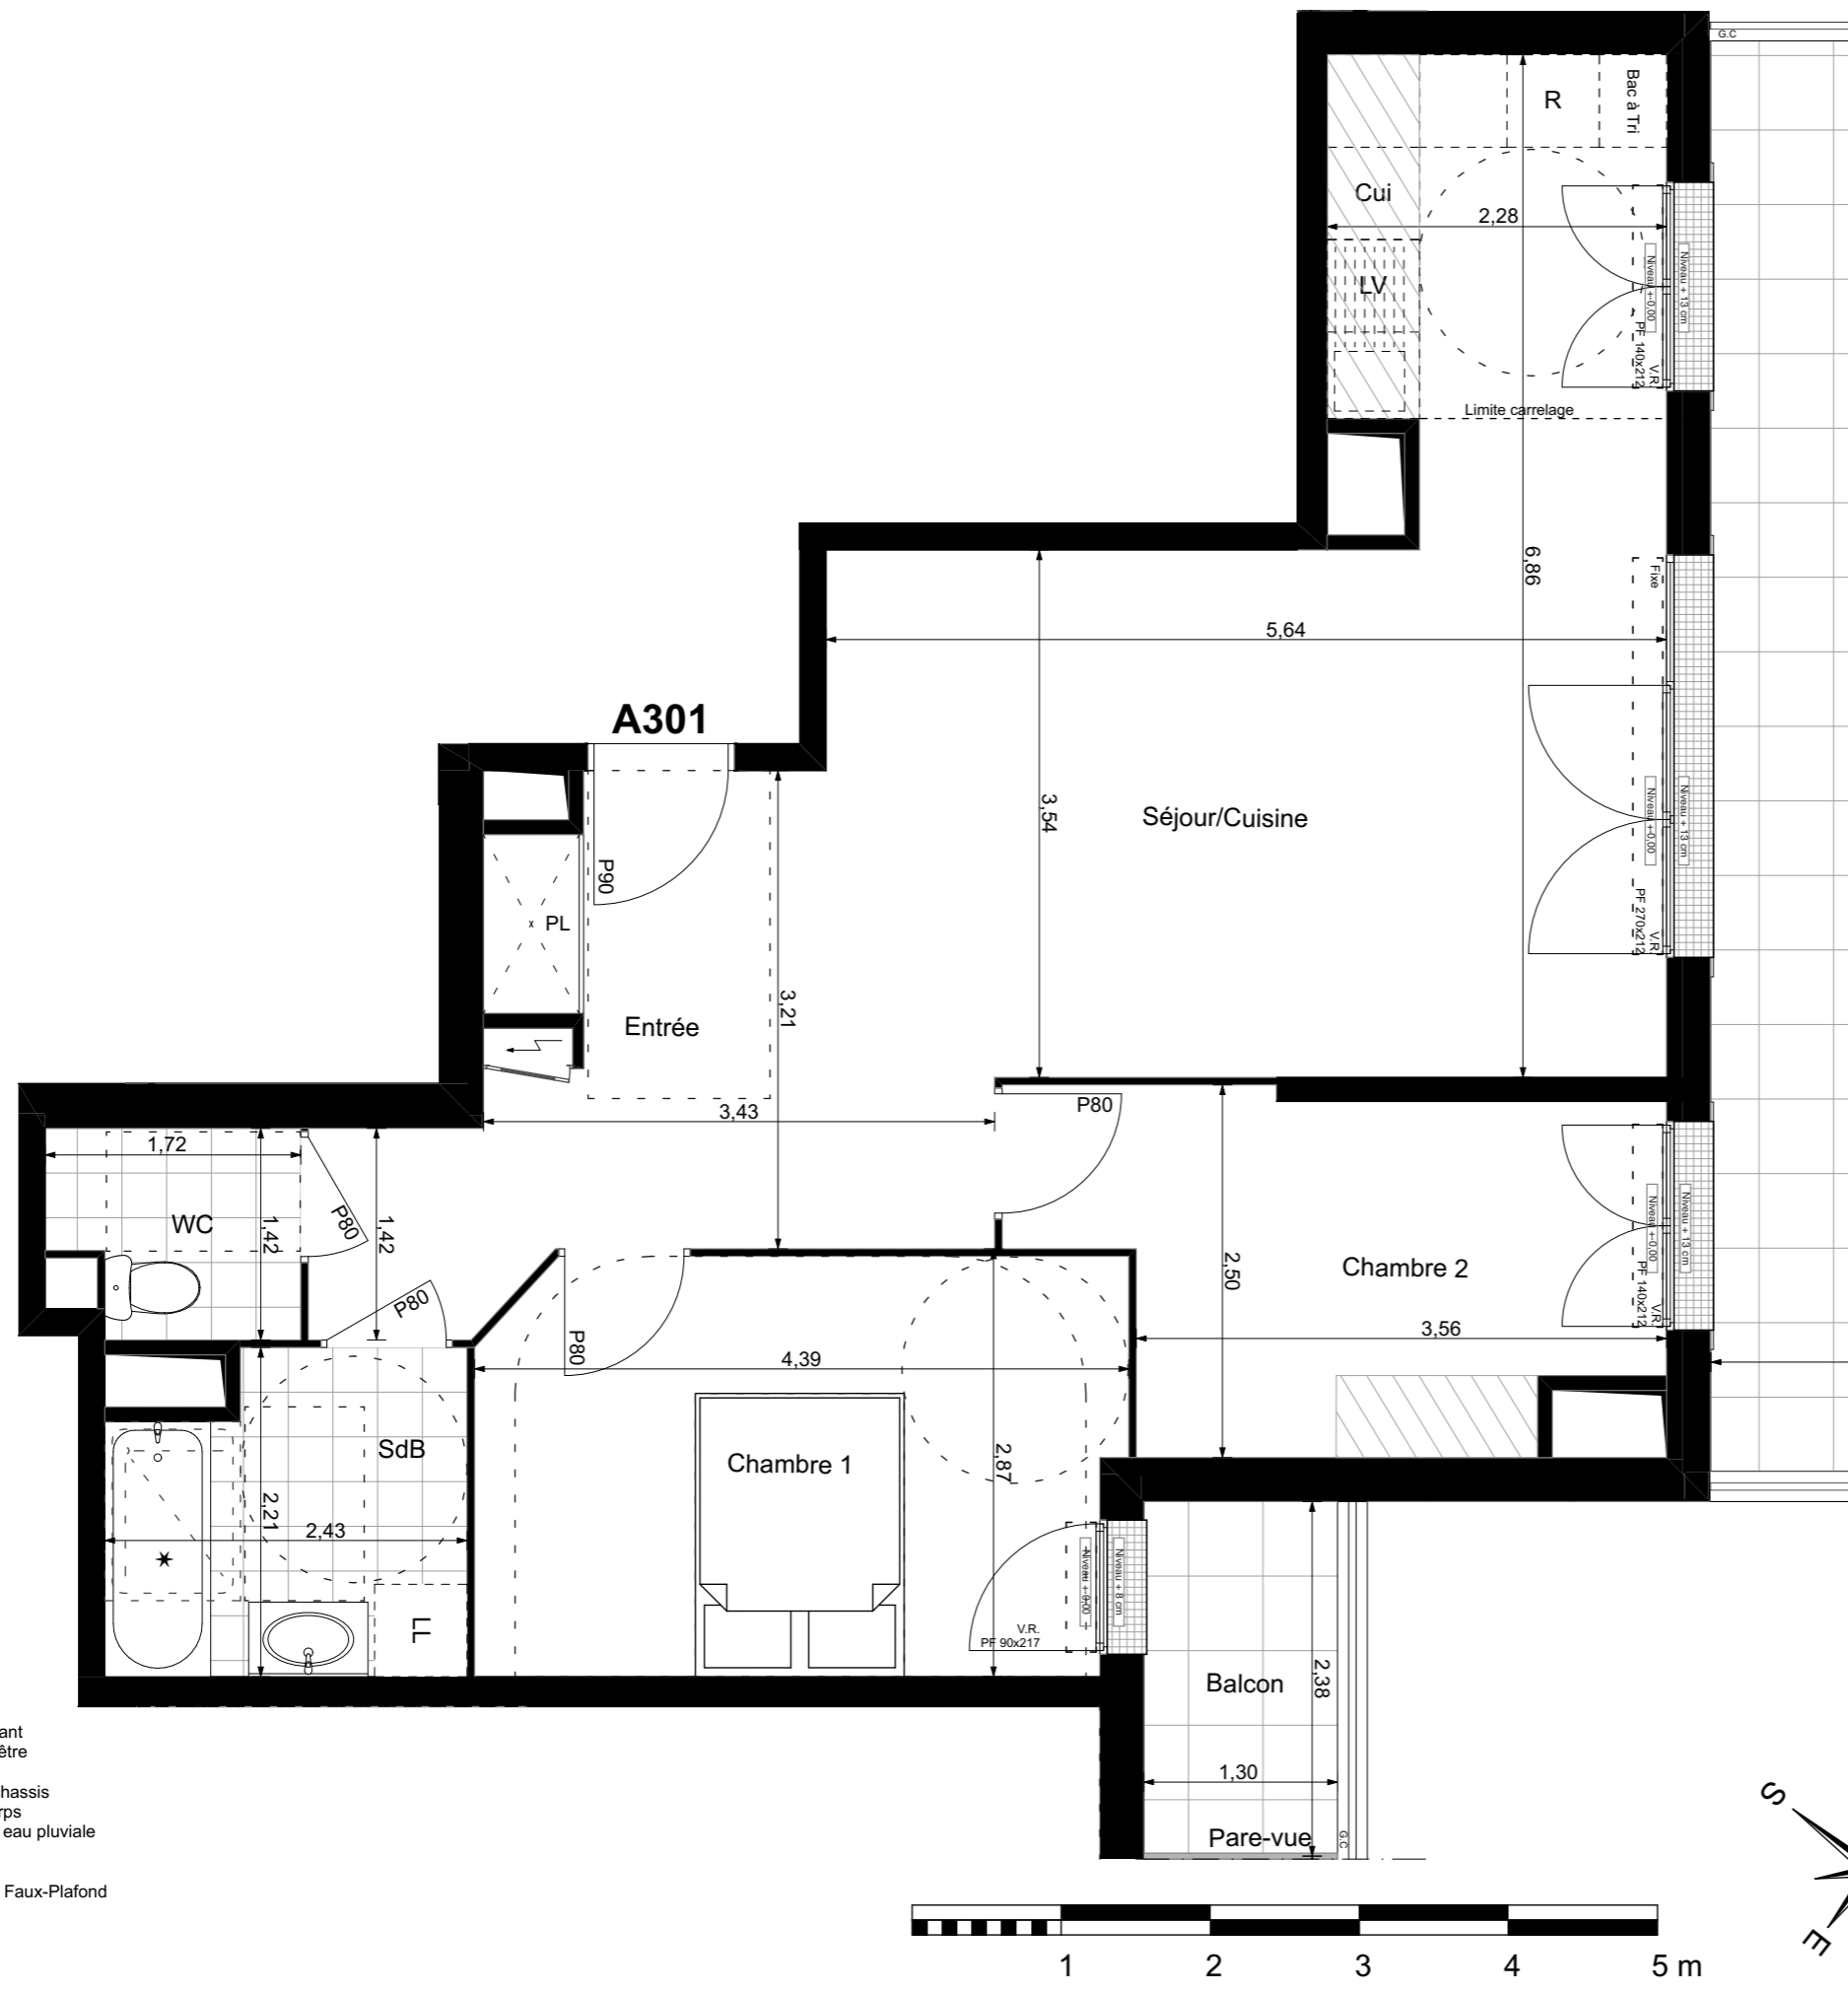 G.C
R
Bac à Tri
Cui
2,28
LV
Niveau +-0,00
Niveau + 13 cm
V.R.
PF 140x212
Limite carrelage
6,86
Fixe
5,64
A301
3,54
Séjour/Cuisine
Niveau +-0,00
Niveau + 13 cm
V.R.
PF 270x212
P90
PL
3,21
Entrée
3,43
P80
1,72
WC
1,42
P80
1,42
2,50
Chambre 2
Niveau +-0,00
Niveau + 13 cm
V.R.
PF 140x212
P80
P80
4,39
3,56
SdB
Chambre 1
2,87
2,21
2,43
LL
V.R.
PF 90x217
Niveau +-0,00
Niveau + 8 cm
Balcon
2,38
1,30
Pare-vue
G.C
ant
être
hassis
rps
eau pluviale
Faux-Plafond
S
E
1 2 3 4 5 m